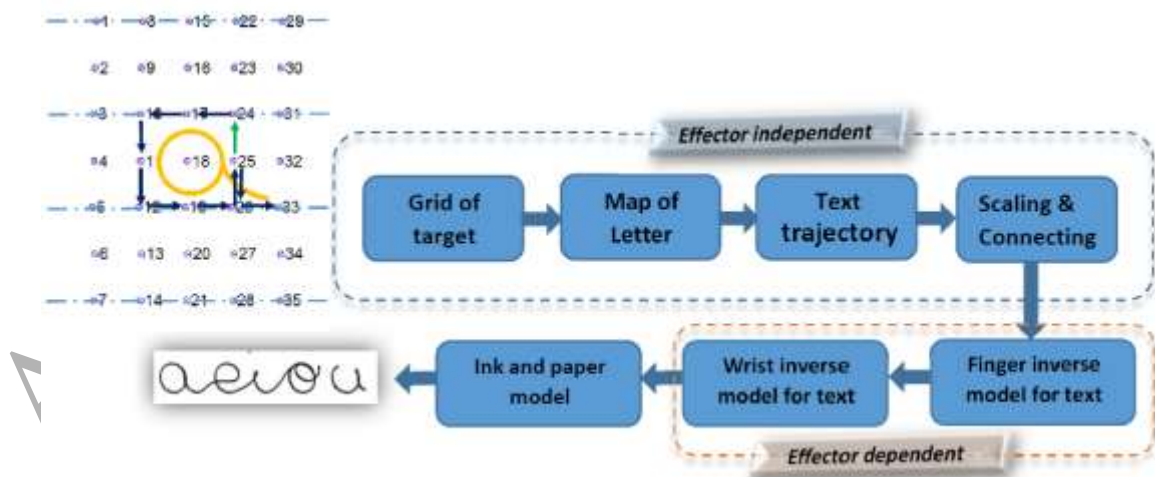 1 8 15 22 29
2 9 16 23 30
3 10 17 24 31
Effector independent
4 1 18 25 32
Grid of target
Map of Letter
Text trajectory
Scaling & Connecting
5 12 19 26 33
6 13 20 27 34
7 14 21 28 35
aeiou
Ink and paper model
Wrist inverse model for text
Finger inverse model for text
Effector dependent